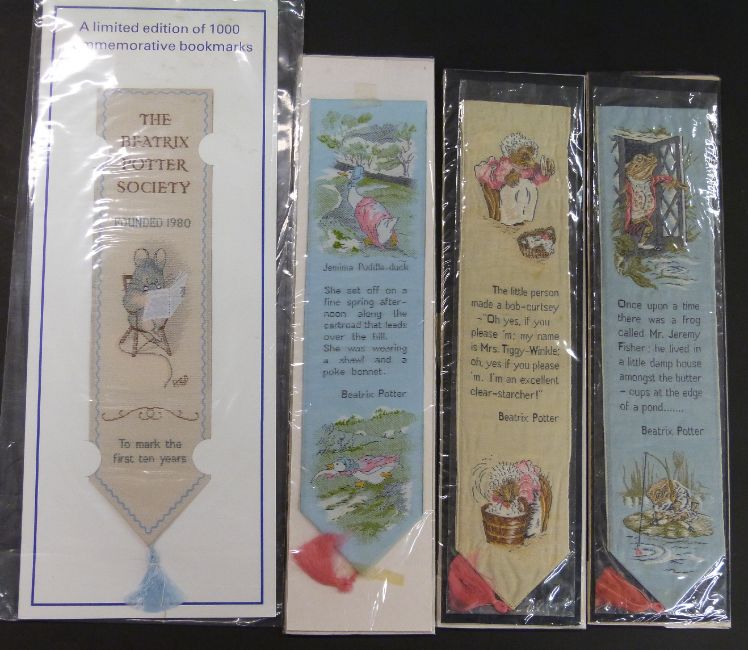 A limited edition of 1000
commemorative bookmarks
THE
BEATRIX
POTTER
SOCIETY
FOUNDED 1980
To mark the
first ten years
Jemima Puddle-duck
She set off on a
fine spring after-
noon along the
cartroad that leads
over the hill.
She was wearing
a shawl and a
poke bonnet.
Beatrix Potter
The little person
made a bob-curtsey
-"Oh yes, if you
please 'm; my name
is Mrs. Tiggy-Winkle;
oh, yes if you please
'm. I'm an excellent
clear-starcher!"
Beatrix Potter
Once upon a time
there was a frog
called Mr. Jeremy
Fisher; he lived in
a little damp house
amongst the butter
- cups at the edge
of a pond.......
Beatrix Potter